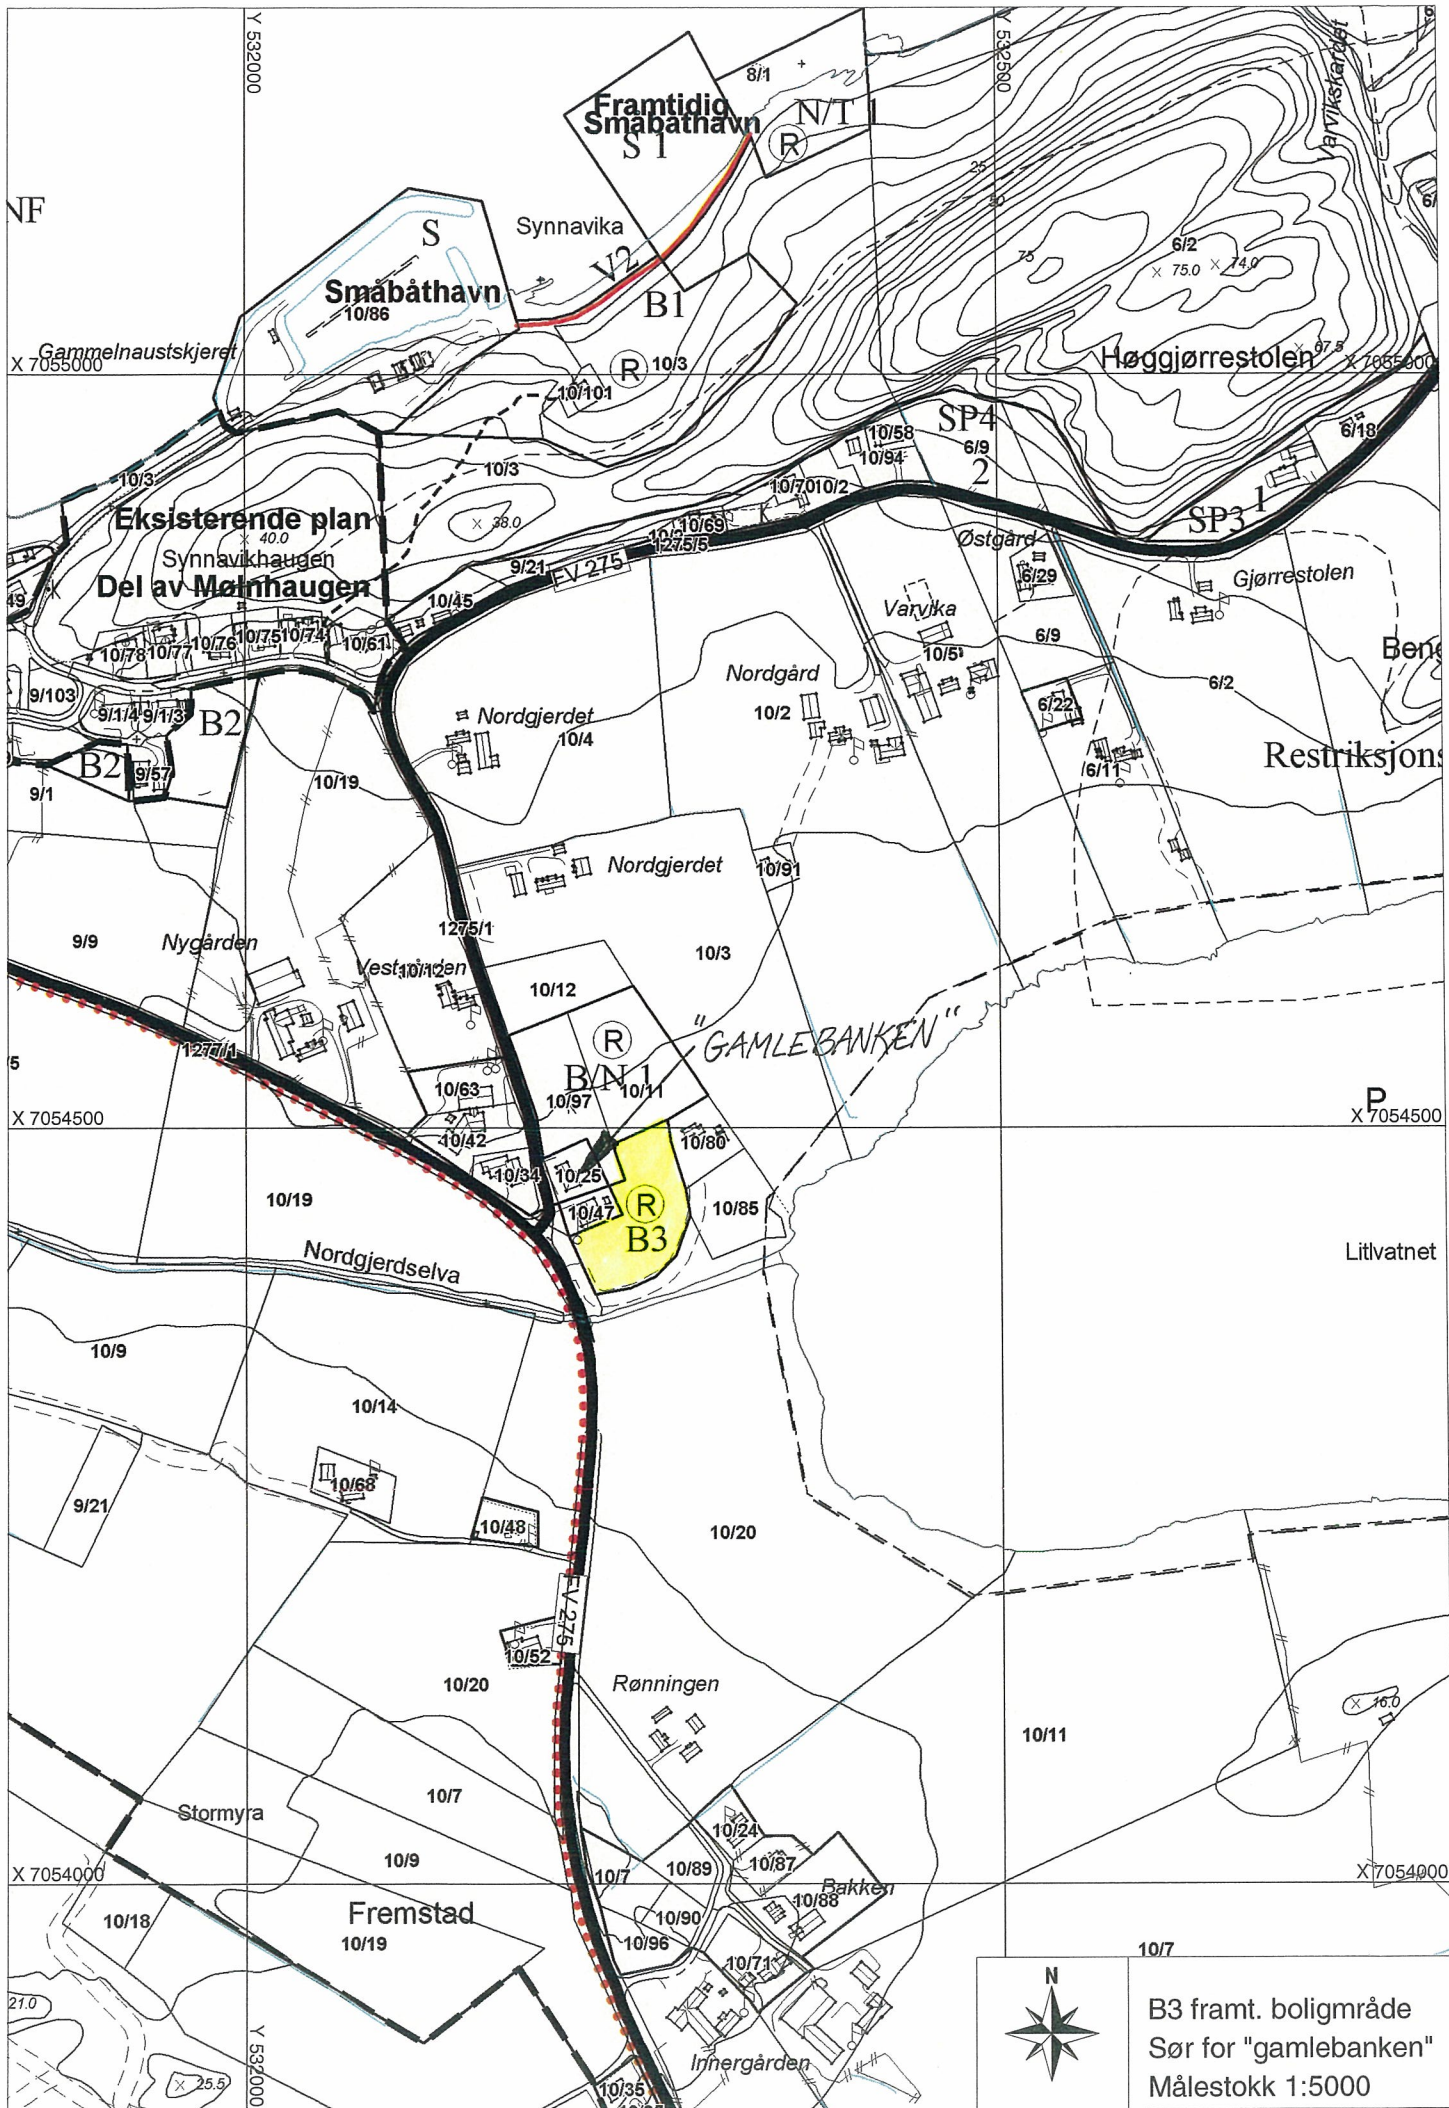 Y 532000
Y 532500
Varvikskardet
8/1
Framtidig
Småbåthavn
N/T 1
S 1
R
25
50
NF
S
Synnavika
V2
6/2
75
75.0
74.0
Småbåthavn
10/86
B1
Gammelnaustskjeret
X 7055000
R
10/3
10/101
Høggjørrestolen
67.5
X 7055000
10/3
10/3
10/58
SP4
6/9
10/94
2
6/18
10/70
10/2
Eksisterende plan
40.0
38.0
10/69
1275/5
SP3
1
Synnavikhaugen
Del av Mølnhaugen
9/21
FV 275
Østgård
6/29
Gjørrestolen
49
10/45
Varvika
10/78
10/77
10/76
10/75
10/74
10/61
10/5
6/9
9/103
Nordgård
10/2
6/2
9/1/4
9/1/3
B2
Nordgjerdet
10/4
6/22
B2
9/57
9/1
10/19
6/11
Restriksjons
Nordgjerdet
10/91
9/9
Nygården
1275/1
Vestgården
10/12
10/3
10/12
R
"GAMLEBANKEN"
1277/1
B/N 1
10/11
10/63
10/97
P
X 7054500
X 7054500
10/42
10/80
10/34
10/25
10/19
10/47
R
B3
10/85
Nordgjerdselva
Litlvatnet
10/9
10/14
9/21
10/68
10/48
10/20
FV 275
10/52
10/20
Rønningen
16.0
10/11
10/7
Stormyra
10/24
10/9
10/7
10/89
10/87
X 7054000
X 7054000
Bakken
10/88
10/18
Fremstad
10/19
10/90
10/96
10/7
10/71
21.0
Y 532000
25.5
Innergården
10/35
N
B3 framt. boligmråde
Sør for "gamlebanken"
Målestokk 1:5000